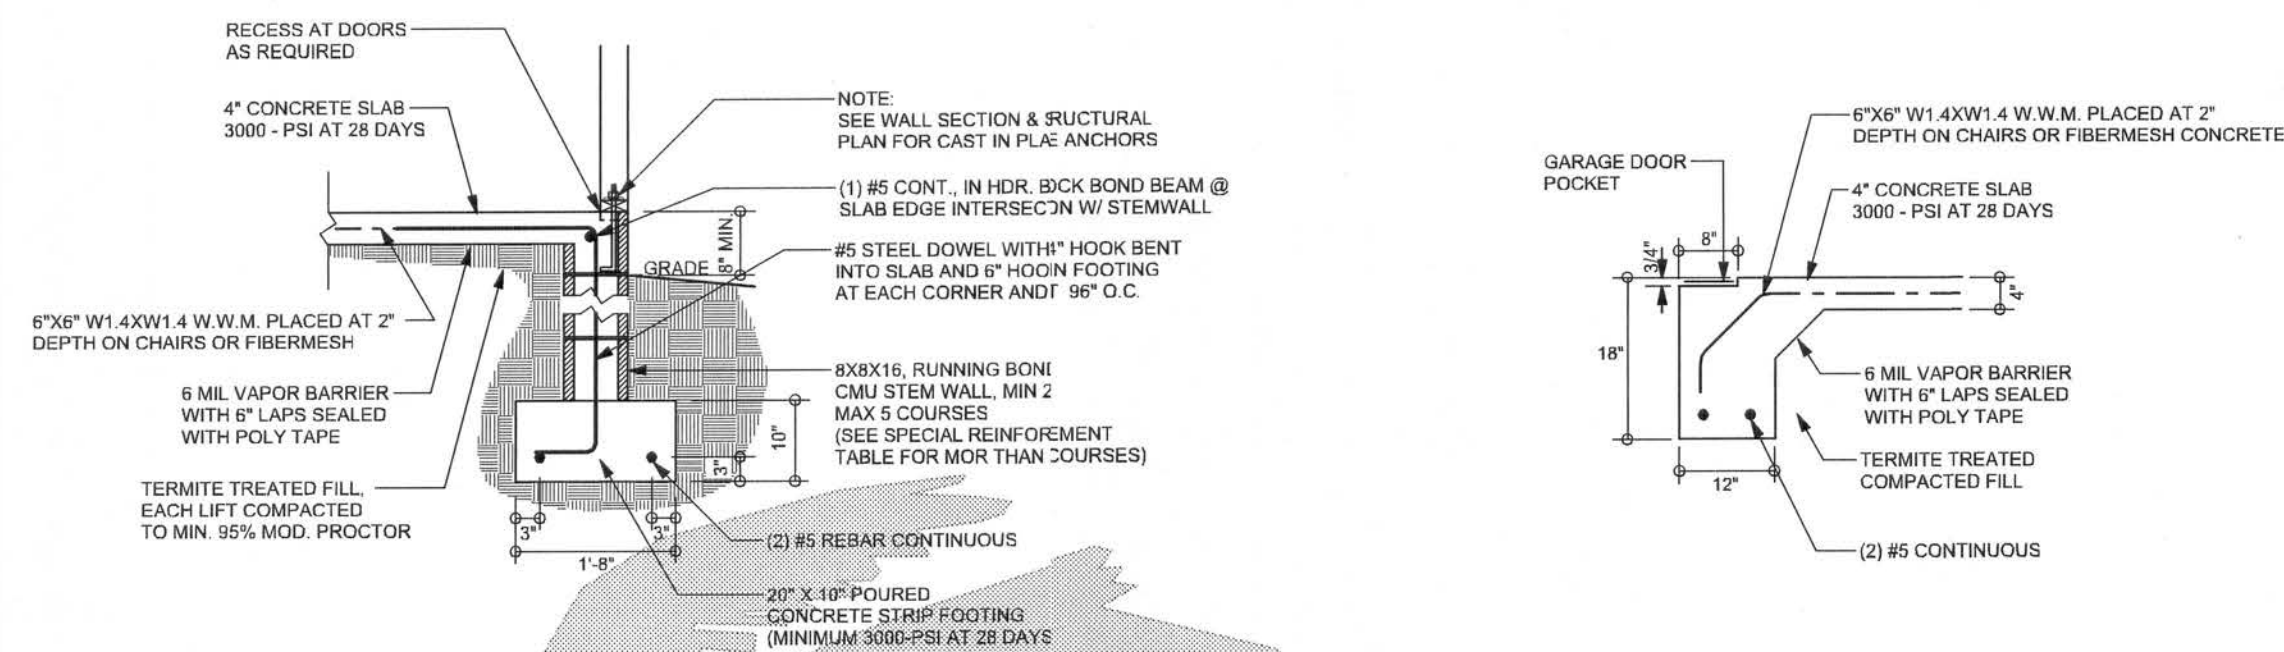 RECESS AT DOORS
AS REQUIRED
4" CONCRETE SLAB
3000 - PSI AT 28 DAYS
6"X6" W1.4XW1.4 W.W.M. PLACED AT 2"
DEPTH ON CHAIRS OR FIBERMESH
6 MIL VAPOR BARRIER
WITH 6" LAPS SEALED
WITH POLY TAPE
TERMITE TREATED FILL,
EACH LIFT COMPACTED
TO MIN. 95% MOD. PROCTOR
NOTE:
SEE WALL SECTION & RUCTURAL
PLAN FOR CAST IN PLAE ANCHORS
(1) #5 CONT., IN HDR. BCK BOND BEAM @
SLAB EDGE INTERSECN W/ STEMWALL
#5 STEEL DOWEL WITH 4" HOOK BENT
INTO SLAB AND 6" HOON FOOTING
AT EACH CORNER AND 96" O.C.
8X8X16, RUNNING BON
CMU STEM WALL, MIN 2
MAX 5 COURSES
(SEE SPECIAL REINFOREMENT
TABLE FOR MOR THAN COURSES)
(2) #5 REBAR CONTINUOUS
20" X 10" POURED
CONCRETE STRIP FOOTING
(MINIMUM 3000-PSI AT 28 DAYS
8" MIN.
GRADE
10"
3"
3"
3"
1'-8"
6"X6" W1.4XW1.4 W.W.M. PLACED AT 2"
DEPTH ON CHAIRS OR FIBERMESH CONCRETE
GARAGE DOOR
POCKET
4" CONCRETE SLAB
3000 - PSI AT 28 DAYS
8"
3/4"
4"
18"
12"
6 MIL VAPOR BARRIER
WITH 6" LAPS SEALED
WITH POLY TAPE
TERMITE TREATED
COMPACTED FILL
(2) #5 CONTINUOUS